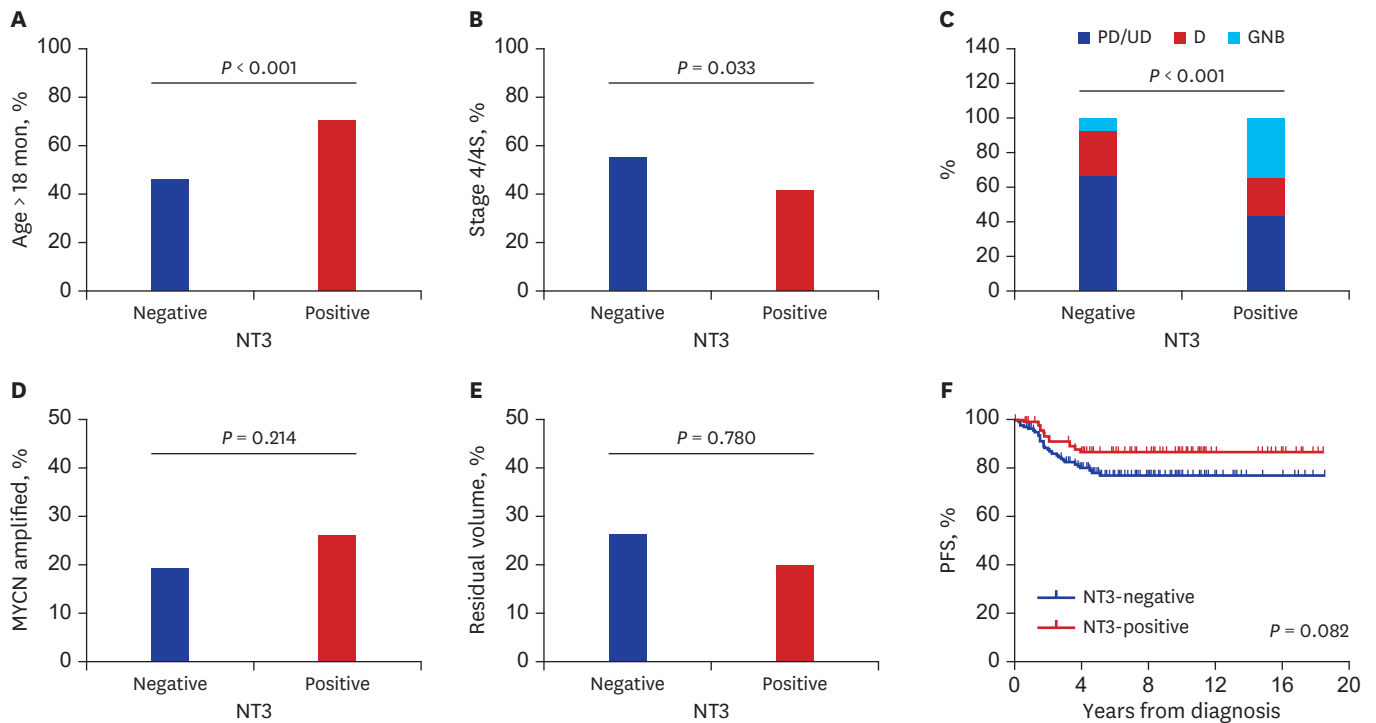 A
Age > 18 mon, %
100
80
60
40
20
0
P < 0.001
Negative
Positive
NT3
B
Stage 4/4S, %
100
80
60
40
20
0
P = 0.033
Negative
Positive
NT3
C
PD/UD
D
GNB
%
140
120
100
80
60
40
20
0
P < 0.001
Negative
Positive
NT3
D
MYCN amplified, %
50
40
30
20
10
0
P = 0.214
Negative
Positive
NT3
E
Residual volume, %
50
40
30
20
10
0
P = 0.780
Negative
Positive
NT3
F
PFS, %
100
80
60
40
20
0
NT3-negative
NT3-positive
P = 0.082
0 4 8 12 16 20
Years from diagnosis